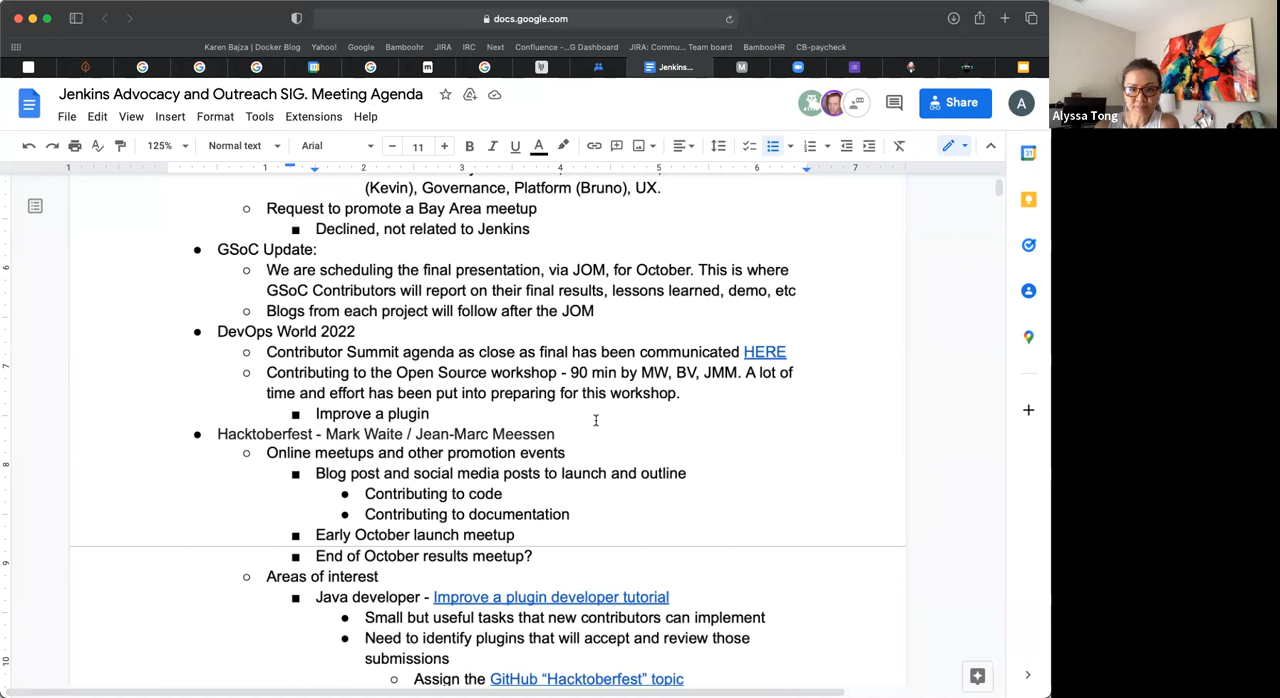 docs.google.com
Karen Bajza | Docker Blog Yahoo! Google Bamboohr JIRA IRC Next Confluence -...G Dashboard JIRA: Commu... Team board BambooHR CB-paycheck
Jenkins...
Jenkins Advocacy and Outreach SIG. Meeting Agenda
Share
A
Alyssa Tong
File Edit View Insert Format Tools Extensions Help
125% Normal text Arial 11 B I U A
1 1 2 3 4 5 6 7
(Kevin), Governance, Platform (Bruno), UX.
Request to promote a Bay Area meetup
Declined, not related to Jenkins
GSoC Update:
We are scheduling the final presentation, via JOM, for October. This is where
GSoC Contributors will report on their final results, lessons learned, demo, etc
Blogs from each project will follow after the JOM
DevOps World 2022
Contributor Summit agenda as close as final has been communicated HERE
Contributing to the Open Source workshop - 90 min by MW, BV, JMM. A lot of
time and effort has been put into preparing for this workshop.
Improve a plugin
Hacktoberfest - Mark Waite / Jean-Marc Meessen
Online meetups and other promotion events
Blog post and social media posts to launch and outline
Contributing to code
Contributing to documentation
Early October launch meetup
End of October results meetup?
Areas of interest
Java developer - Improve a plugin developer tutorial
Small but useful tasks that new contributors can implement
Need to identify plugins that will accept and review those
submissions
Assign the GitHub “Hacktoberfest” topic